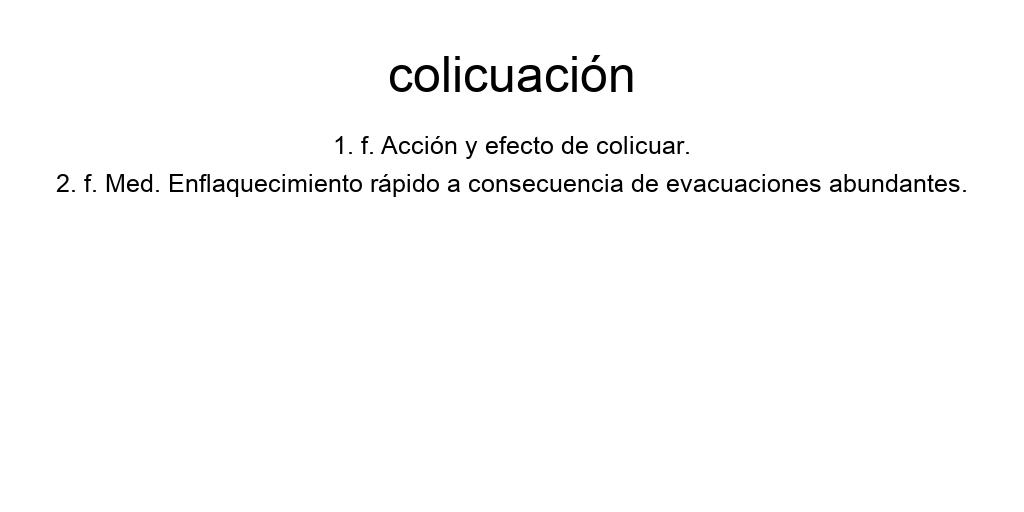 colicuación
1. f. Acción y efecto de colicuar.
2. f. Med. Enflaquecimiento rápido a consecuencia de evacuaciones abundantes.